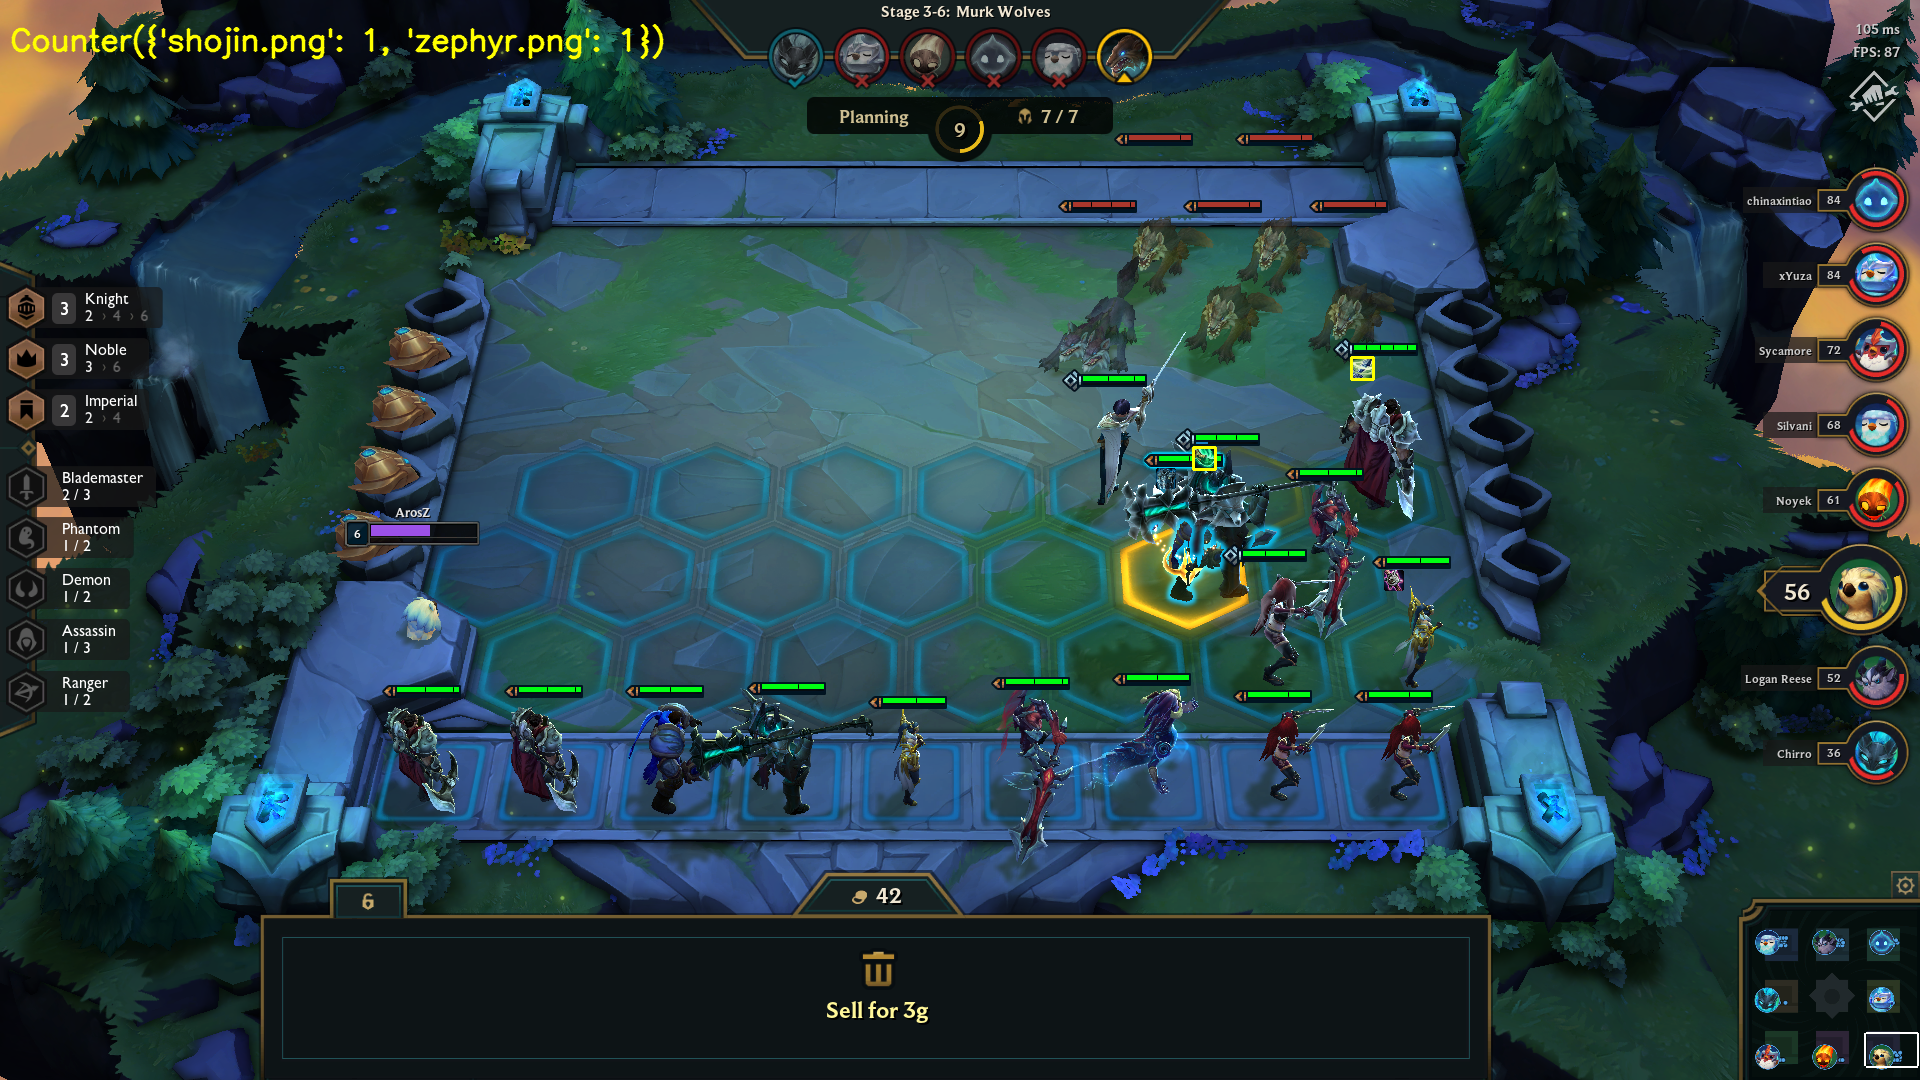 Stage 3-6: Murk Wolves
Counter({'shojin.png': 1, 'zephyr.png': 1})
105 ms
FPS: 87
Planning
9
7 / 7
chinaxintiao 84
xYuza 84
Sycamore 72
Silvani 68
Noyek 61
56
Logan Reese 52
Chirro 36
3 Knight
2 › 4 › 6
3 Noble
3 › 6
2 Imperial
2 › 4
Blademaster
2 / 3
Phantom
1 / 2
Demon
1 / 2
Assassin
1 / 3
Ranger
1 / 2
ArosZ
6
6
42
Sell for 3g